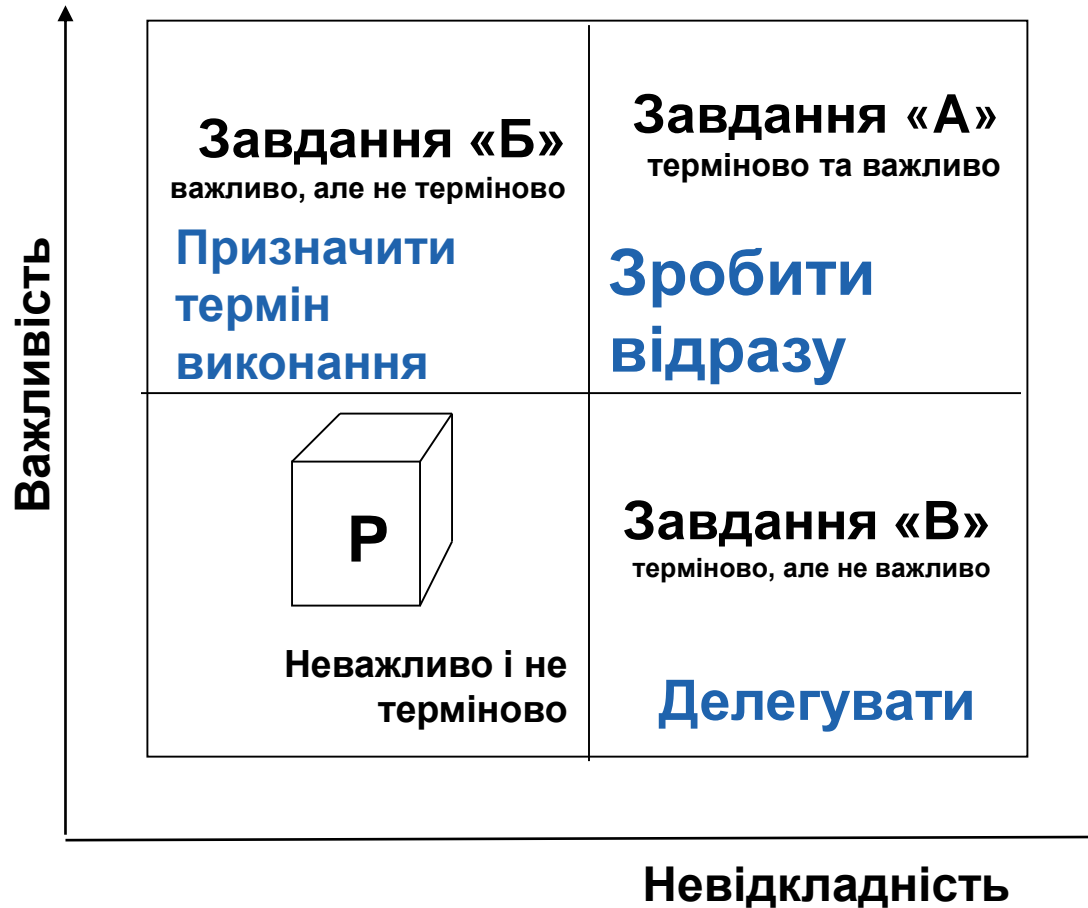 Важливість
Завдання «Б»
важливо, але не терміново
Призначити
термін
виконання
Завдання «А»
терміново та важливо
Зробити
відразу
Р
Неважливо і не
терміново
Завдання «В»
терміново, але не важливо
Делегувати
Невідкладність